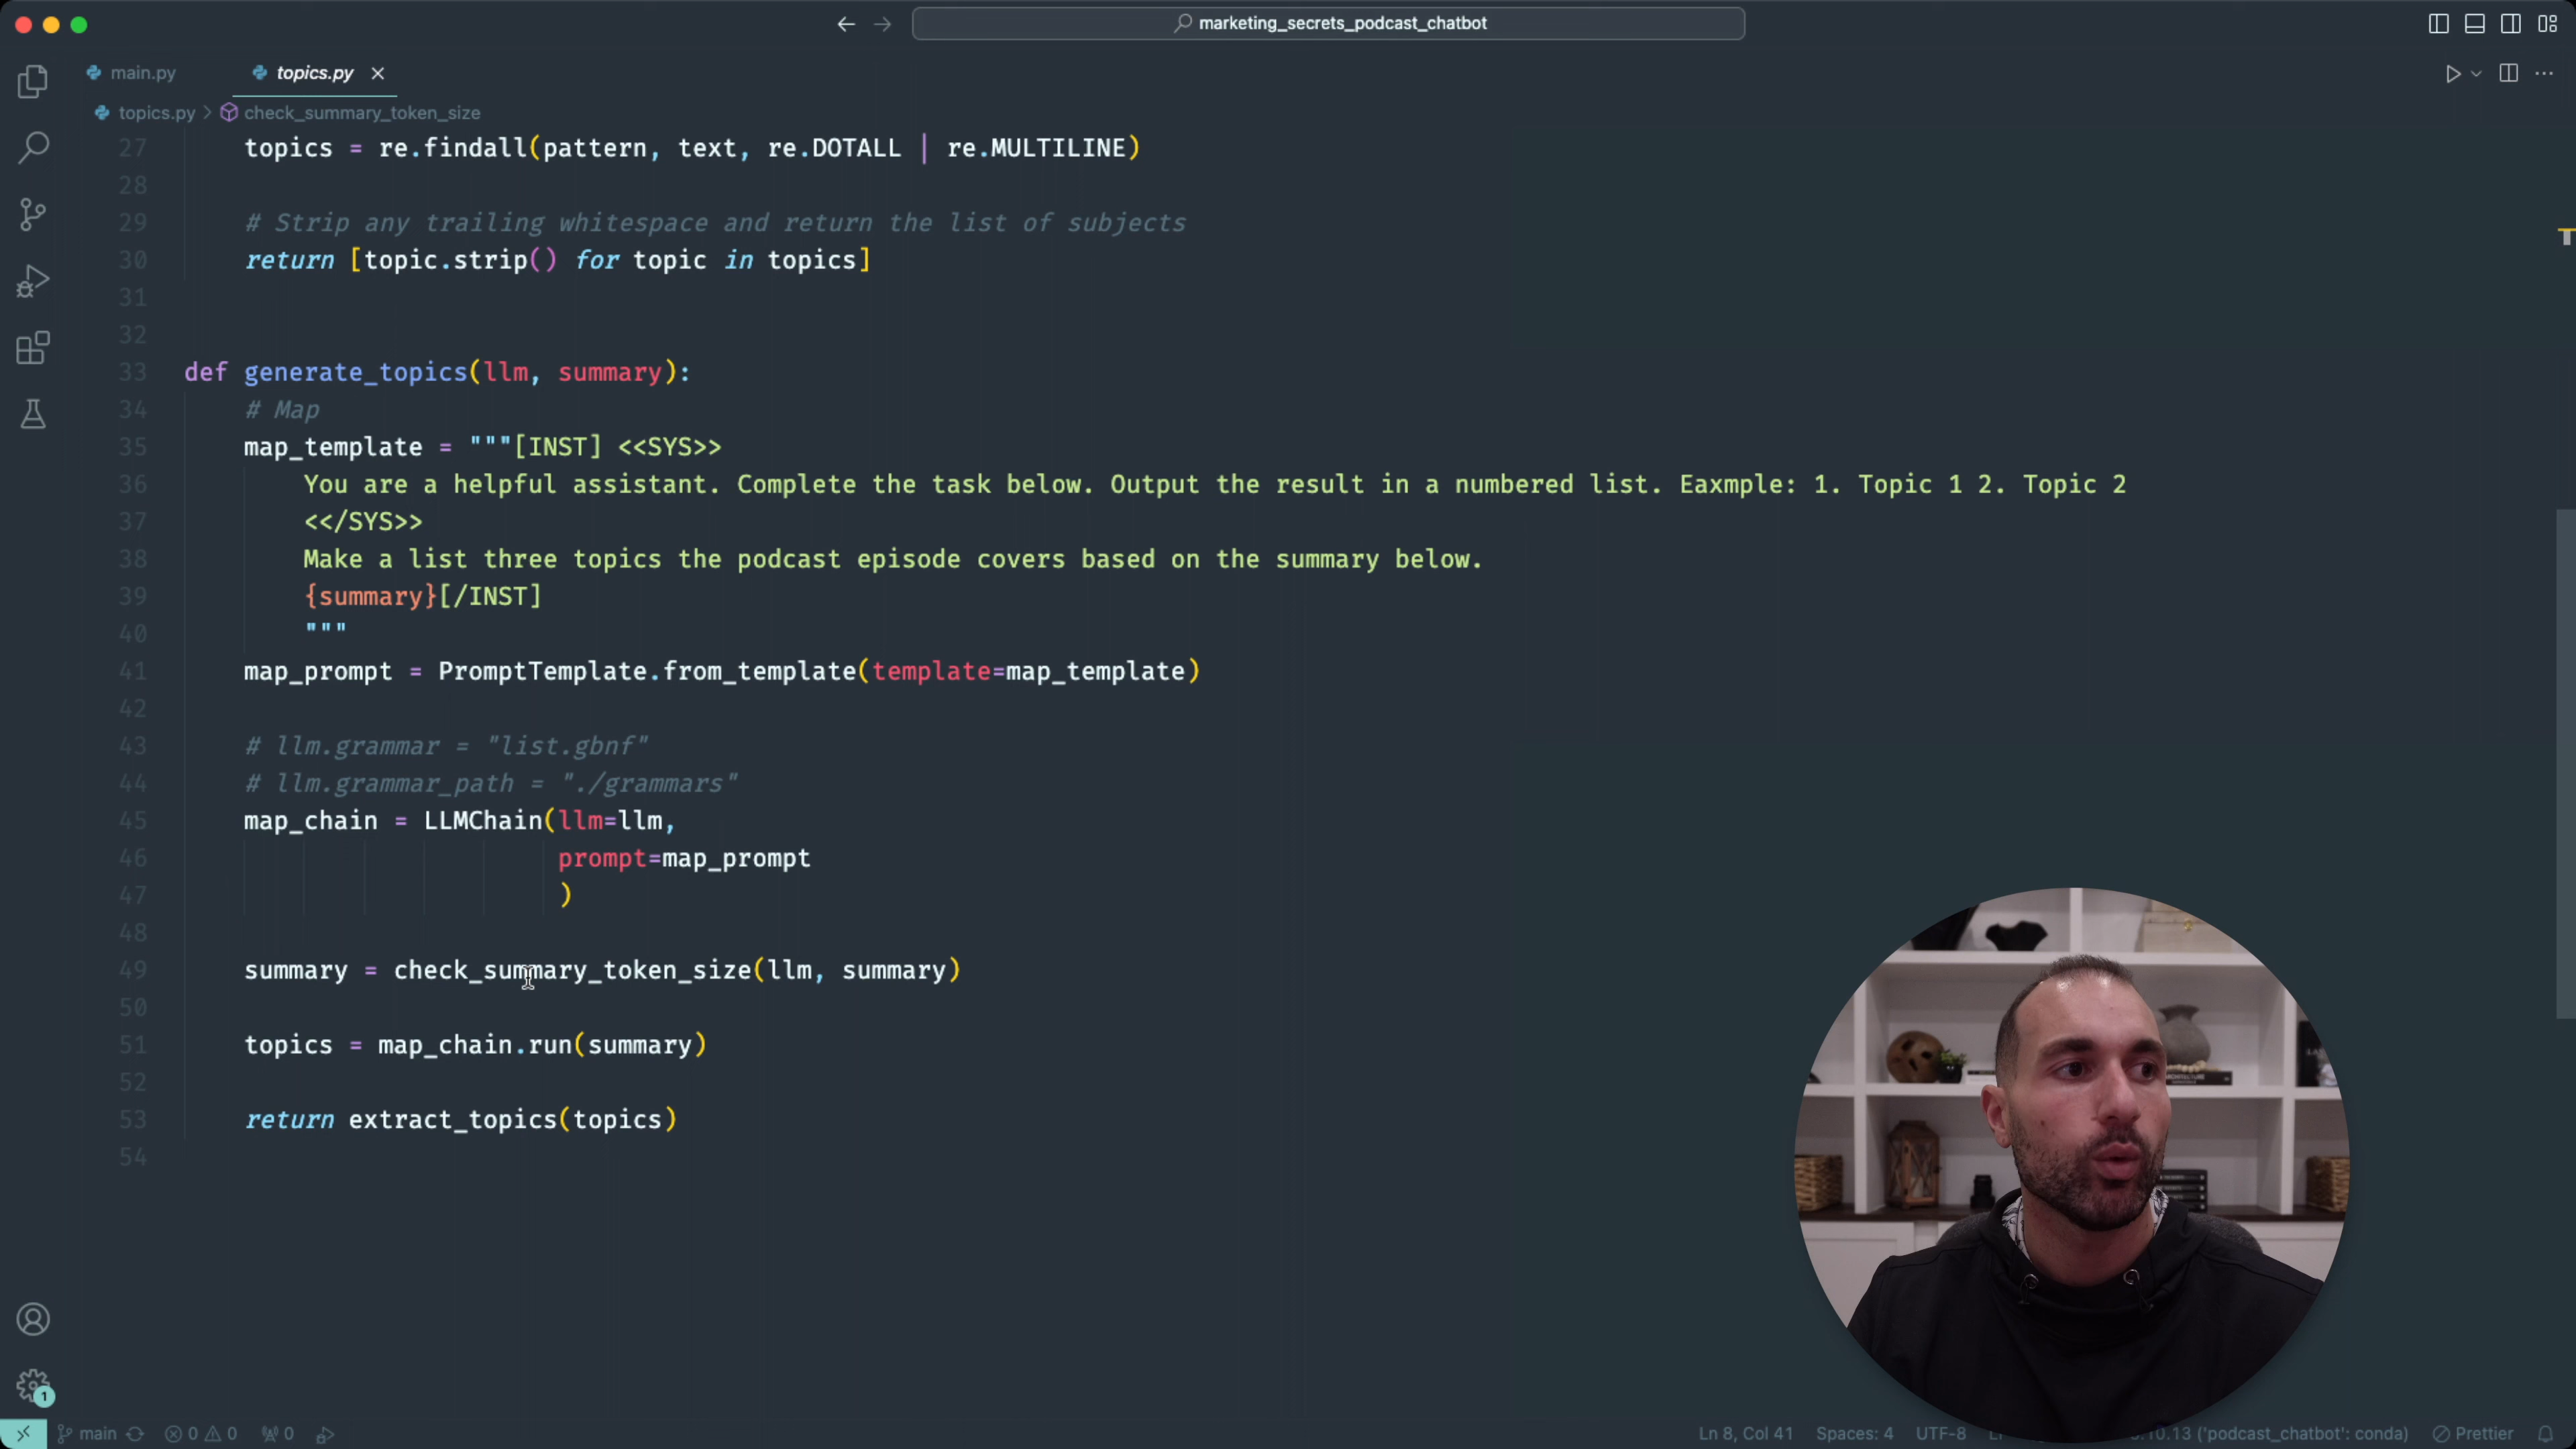 marketing_secrets_podcast_chatbot
main.py
topics.py
topics.py > check_summary_token_size
27 topics = re.findall(pattern, text, re.DOTALL | re.MULTILINE)
28
29 # Strip any trailing whitespace and return the list of subjects
30 return [topic.strip() for topic in topics]
31
32
33 def generate_topics(llm, summary):
34 # Map
35 map_template = """[INST] <<SYS>>
36 You are a helpful assistant. Complete the task below. Output the result in a numbered list. Eaxmple: 1. Topic 1 2. Topic 2
37 <</SYS>>
38 Make a list three topics the podcast episode covers based on the summary below.
39 {summary}[/INST]
40 """
41 map_prompt = PromptTemplate.from_template(template=map_template)
42
43 # llm.grammar = "list.gbnf"
44 # llm.grammar_path = "./grammars"
45 map_chain = LLMChain(llm=llm,
46 prompt=map_prompt
47 )
48
49 summary = check_summary_token_size(llm, summary)
50
51 topics = map_chain.run(summary)
52
53 return extract_topics(topics)
54
1
main 0 0 0 Ln 8, Col 41 Spaces: 4 UTF-8 ('podcast_chatbot': conda) Prettier